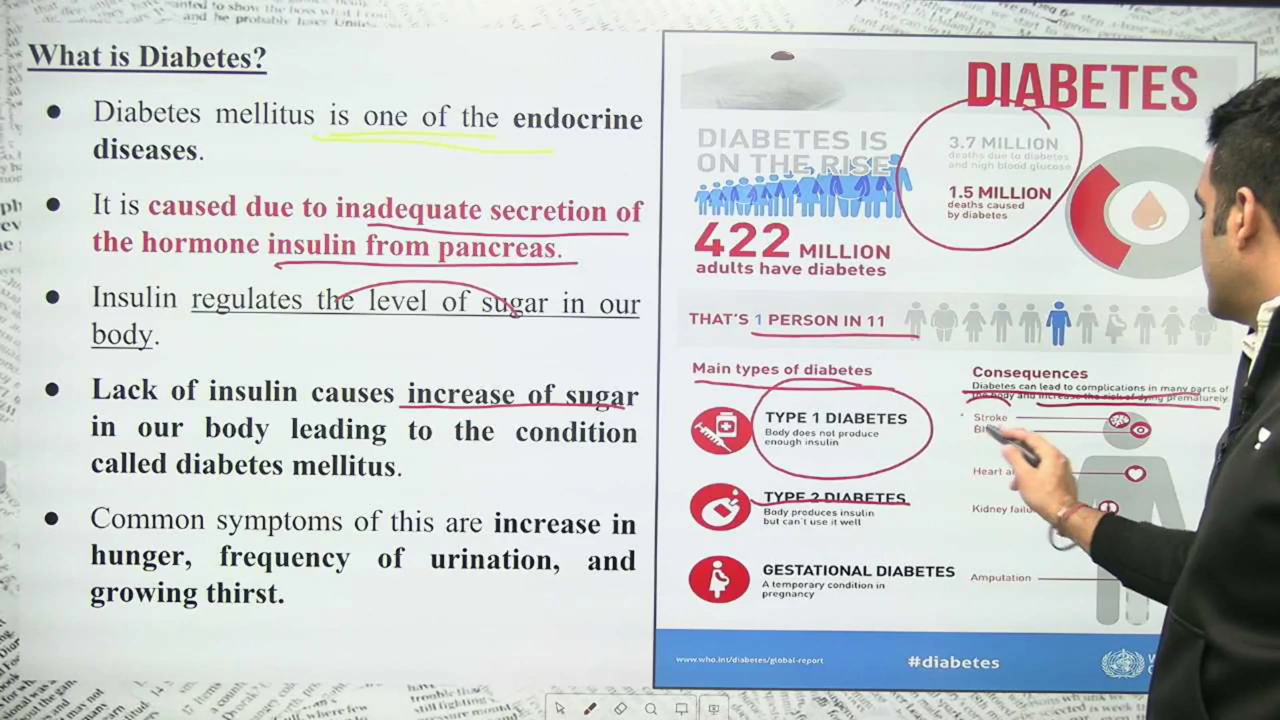 What is Diabetes?
● Diabetes mellitus is one of the endocrine
diseases.
● It is caused due to inadequate secretion of
the hormone insulin from pancreas.
● Insulin regulates the level of sugar in our
body.
● Lack of insulin causes increase of sugar
in our body leading to the condition
called diabetes mellitus.
● Common symptoms of this are increase in
hunger, frequency of urination, and
growing thirst.
DIABETES
DIABETES IS
ON THE RISE
422 MILLION
adults have diabetes
3.7 MILLION
deaths due to diabetes
and high blood glucose
1.5 MILLION
deaths caused
by diabetes
THAT'S 1 PERSON IN 11
Main types of diabetes
TYPE 1 DIABETES
Body does not produce
enough insulin
TYPE 2 DIABETES
Body produces insulin
but can't use it well
GESTATIONAL DIABETES
A temporary condition in
pregnancy
Consequences
Diabetes can lead to complications in many parts of
the body and increase the risk of dying prematurely.
Stroke
Heart
Kidney
Amputation
www.who.int/diabetes/global-report
#diabetes